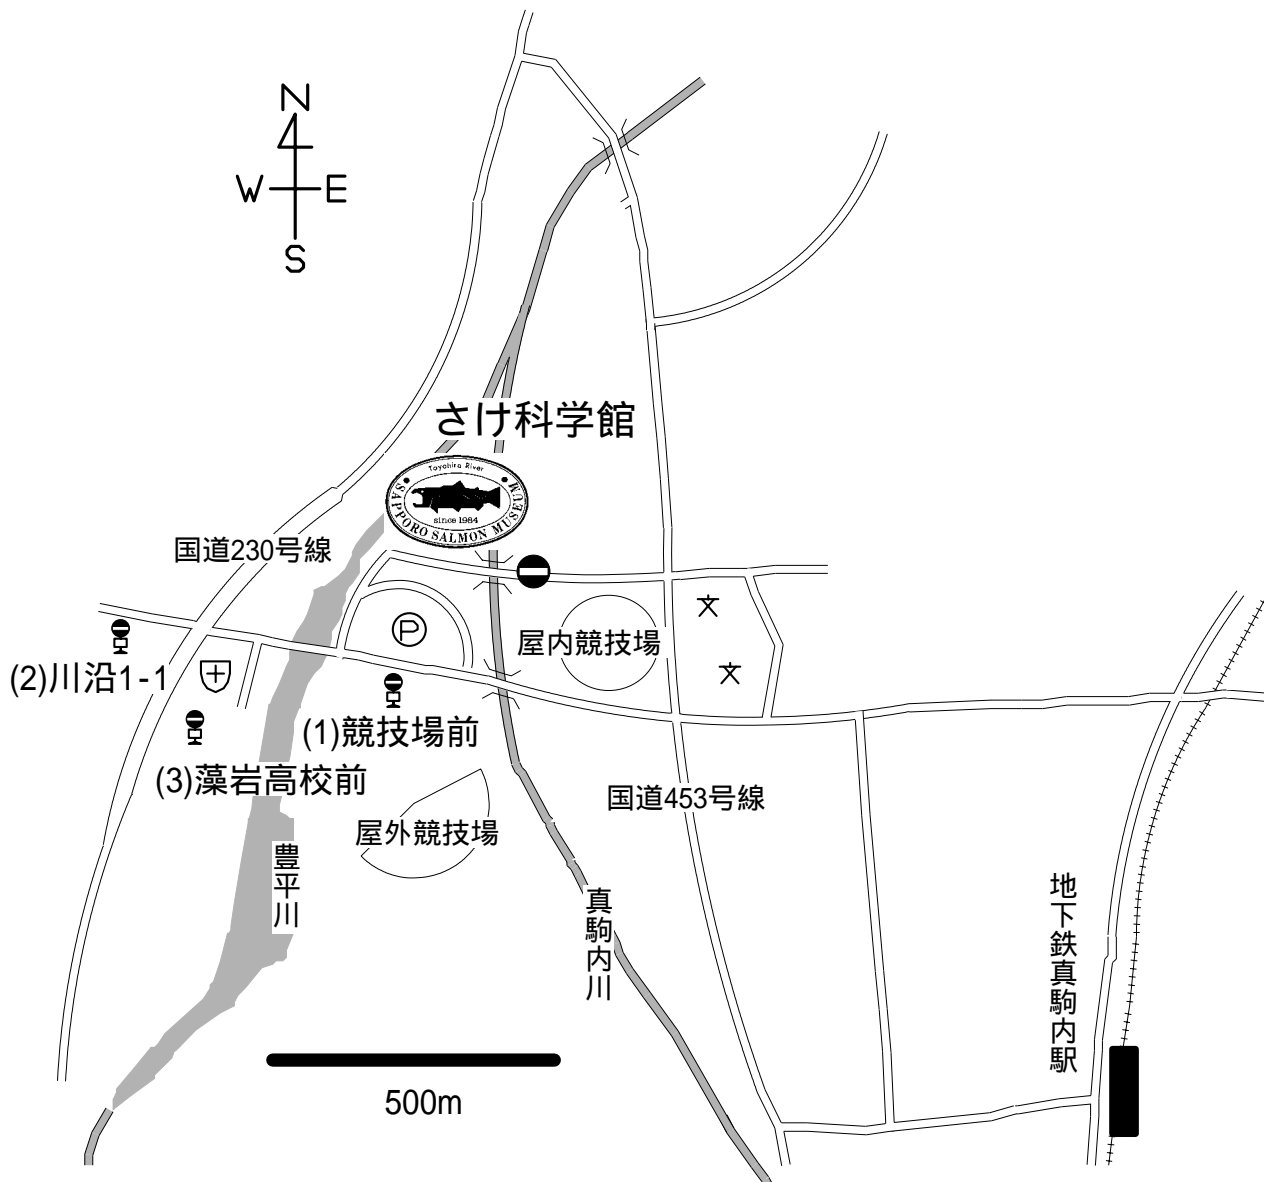 N
W E
S
さけ科学館
Toyohira River
since 1984
SAPPORO SALMON MUSEUM
国道230号線
P
屋内競技場
文
文
(2)川沿1-1
(1)競技場前
(3)藻岩高校前
国道453号線
屋外競技場
豊平川
真駒内川
地下鉄真駒内駅
500m